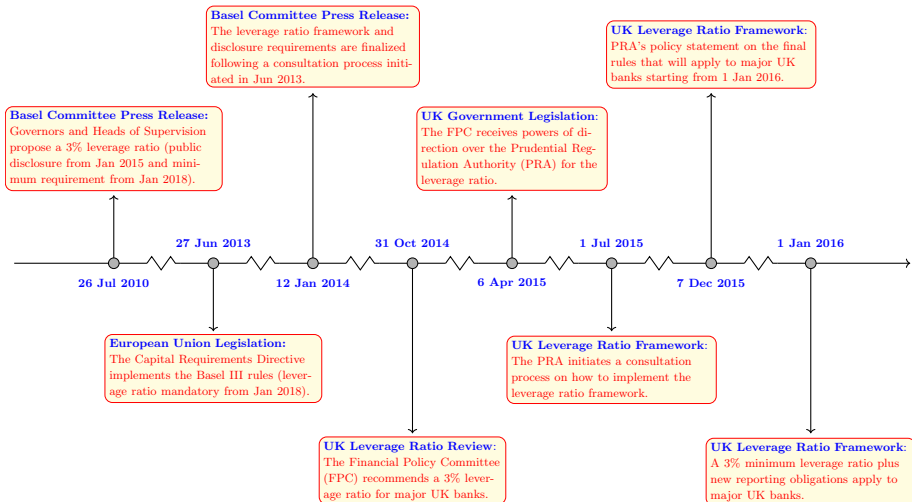 Basel Committee Press Release:
The leverage ratio framework and
disclosure requirements are finalized
following a consultation process initi-
ated in Jun 2013.
UK Leverage Ratio Framework:
PRA's policy statement on the final
rules that will apply to major UK
banks starting from 1 Jan 2016.
Basel Committee Press Release:
Governors and Heads of Supervision
propose a 3% leverage ratio (public
disclosure from Jan 2015 and mini-
mum requirement from Jan 2018).
UK Government Legislation:
The FPC receives powers of di-
rection over the Prudential Reg-
ulation Authority (PRA) for the
leverage ratio.
27 Jun 2013
31 Oct 2014
1 Jul 2015
1 Jan 2016
26 Jul 2010
12 Jan 2014
6 Apr 2015
7 Dec 2015
European Union Legislation:
The Capital Requirements Directive
implements the Basel III rules (lever-
age ratio mandatory from Jan 2018).
UK Leverage Ratio Framework:
The PRA initiates a consultation
process on how to implement the
leverage ratio framework.
UK Leverage Ratio Review:
The Financial Policy Committee
(FPC) recommends a 3% lever-
age ratio for major UK banks.
UK Leverage Ratio Framework:
A 3% minimum leverage ratio plus
new reporting obligations apply to
major UK banks.